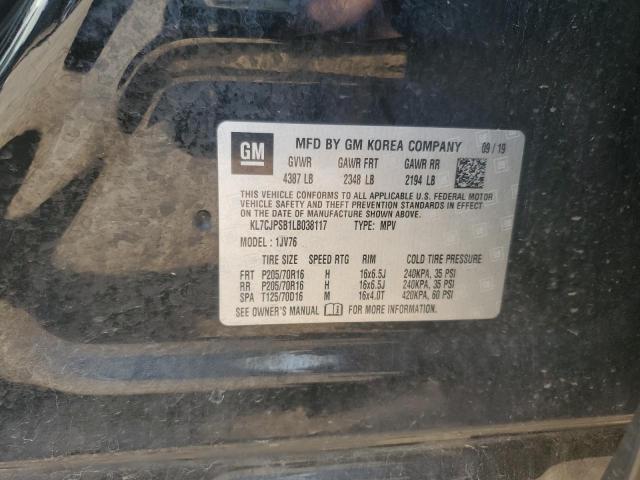 GM
MFD BY GM KOREA COMPANY 09/19
GVWR GAWR FRT GAWR RR
4387 LB 2348 LB 2194 LB
THIS VEHICLE CONFORMS TO ALL APPLICABLE U.S. FEDERAL MOTOR
VEHICLE SAFETY AND THEFT PREVENTION STANDARDS IN EFFECT
ON THE DATE OF MANUFACTURE SHOWN ABOVE.
KL7CJPSB1LB038117 TYPE: MPV
MODEL: 1JV76
TIRE SIZE SPEED RTG RIM COLD TIRE PRESSURE
FRT P205/70R16 H 16x6.5J 240KPA, 35 PSI
RR P205/70R16 H 16x6.5J 240KPA, 35 PSI
SPA T125/70D16 M 16x4.0T 420KPA, 60 PSI
SEE OWNER'S MANUAL FOR MORE INFORMATION.